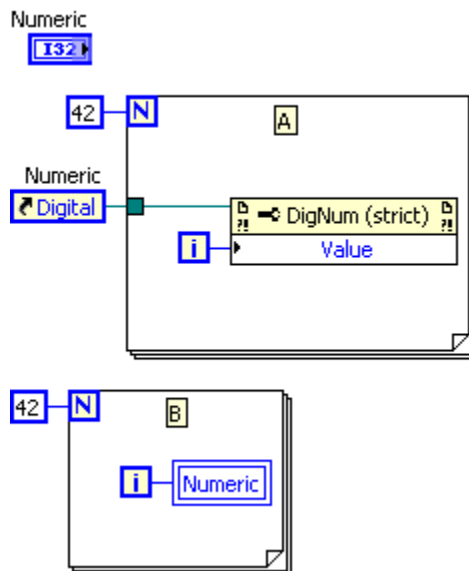 Numeric
I32
42 N A
Numeric
Digital
?! DigNum (strict) ?!
i Value
42 N B
i Numeric